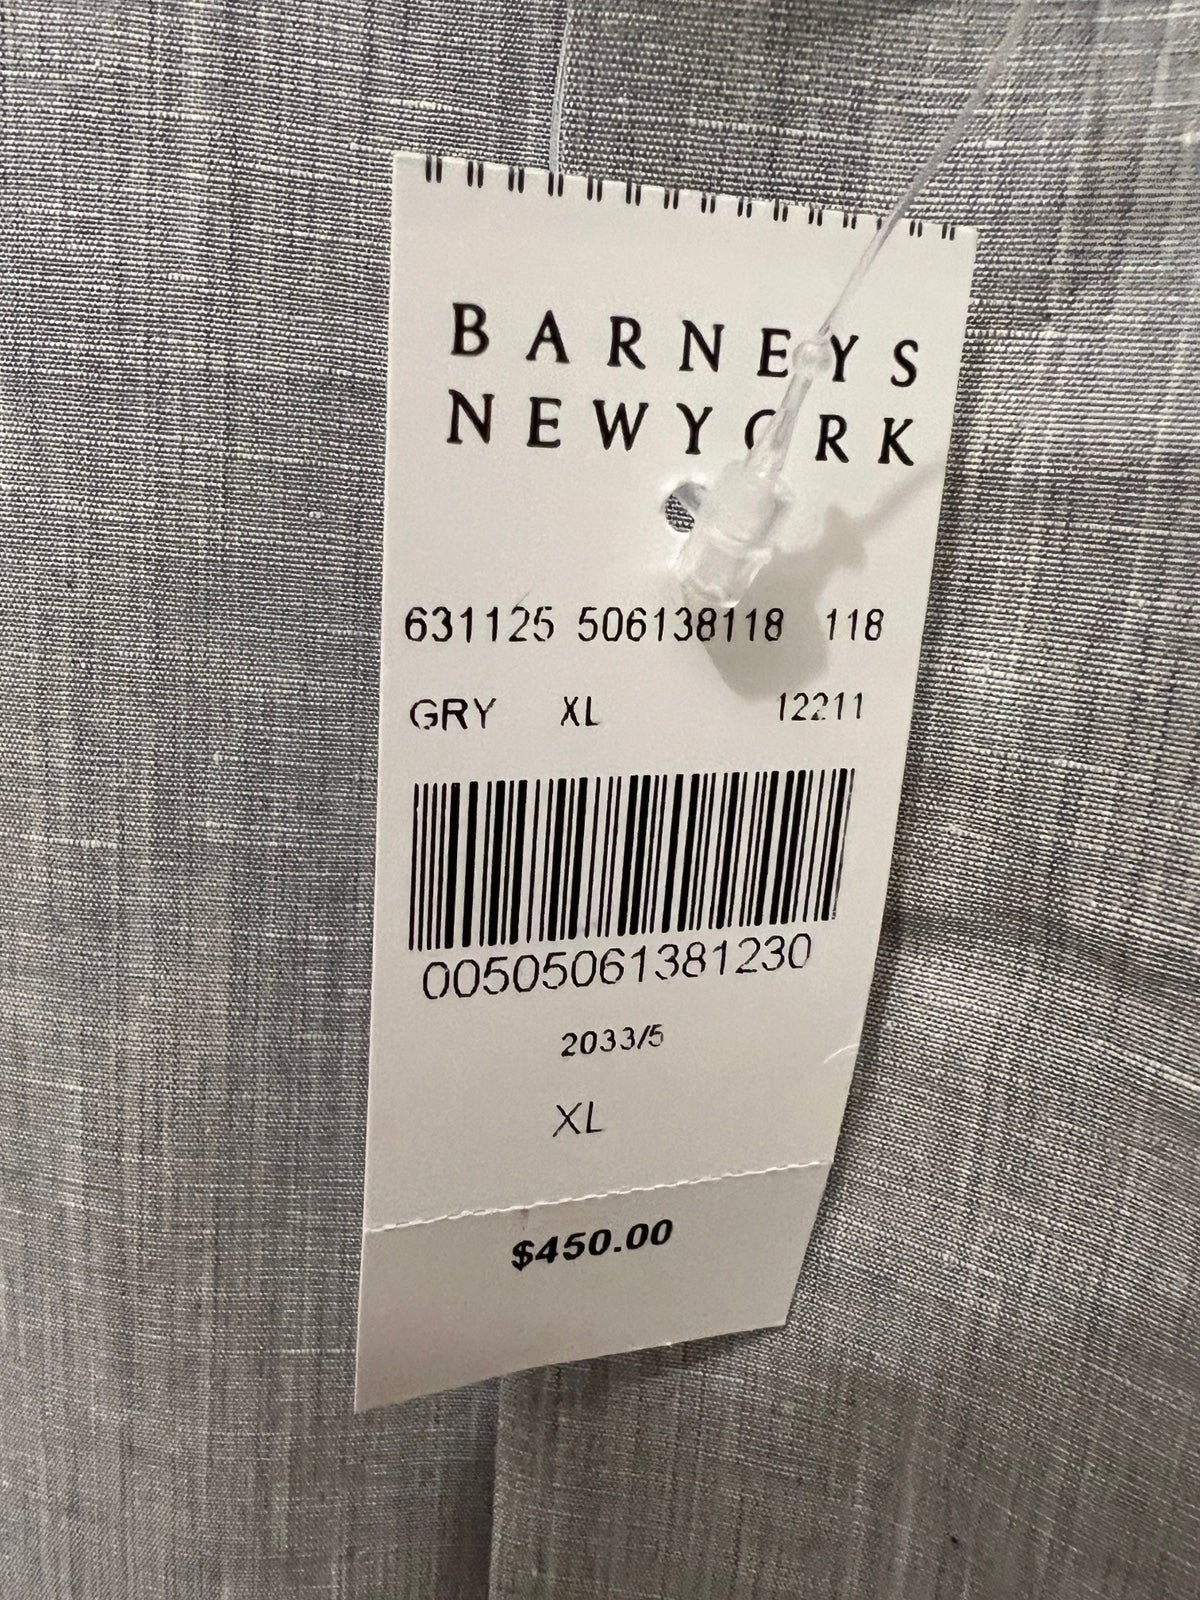 BARNEYS
NEWYORK
631125 506138118 118
GRY XL 12211
00505061381230
2033/5
XL
$450.00